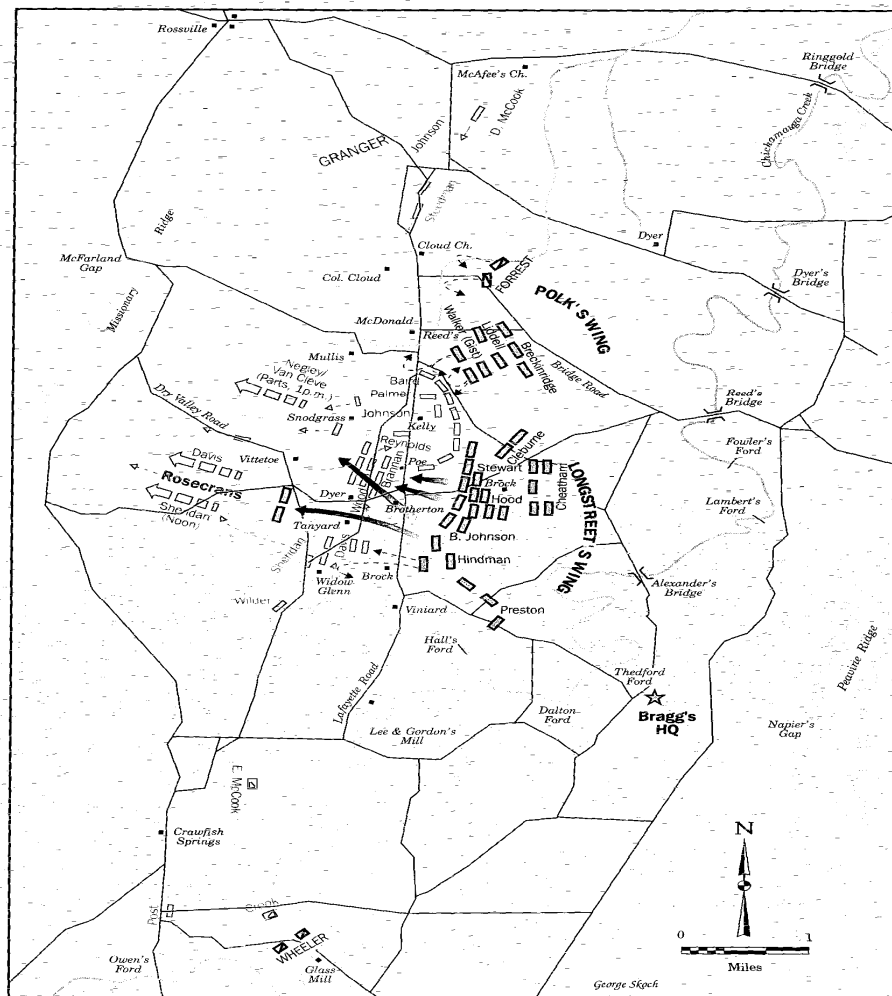 Rossville
Ringgold
Bridge
McAfee's Ch.
D. McCook
Johnson
GRANGER
Chickamauga Creek
Steedman
Ridge
McFarland
Gap
Missionary
Cloud Ch.
Col. Cloud
Dyer
Dyer's
Bridge
FORREST
POLK'S WING
McDonald
Reed's
Walker (Gist)
Liddell
Breckinridge
Bridge Road
Mullis
Negley/
Van Cleve
(Parts, 1p.m.)
Baird
Palmer
Johnson
Snodgrass
Kelly
Dry Valley Road
Reed's
Bridge
Reynolds
Cleburne
Fowler's
Ford
Davis
Vittetoe
Poe
Brannan
Stewart
Brock
Cheatham
LONGSTREET'S WING
Rosecrans
Dyer
Wood
Brotherton
Hood
Lambert's
Ford
Sheridan
(Noon)
Tanyard
B. Johnson
Sheridan
Davis
Hindman
Widow
Glenn
Brock
Alexander's
Bridge
Wilder
Viniard
Preston
Hall's
Ford
Peavine Ridge
Lafayette Road
Thedford
Ford
Bragg's
HQ
Dalton
Ford
Lee & Gordon's
Mill
Napier's
Gap
E. McCook
Crawfish
Springs
N
Post
Crook
WHEELER
0 1
Miles
Owen's
Ford
Glass
Mill
George Skoch